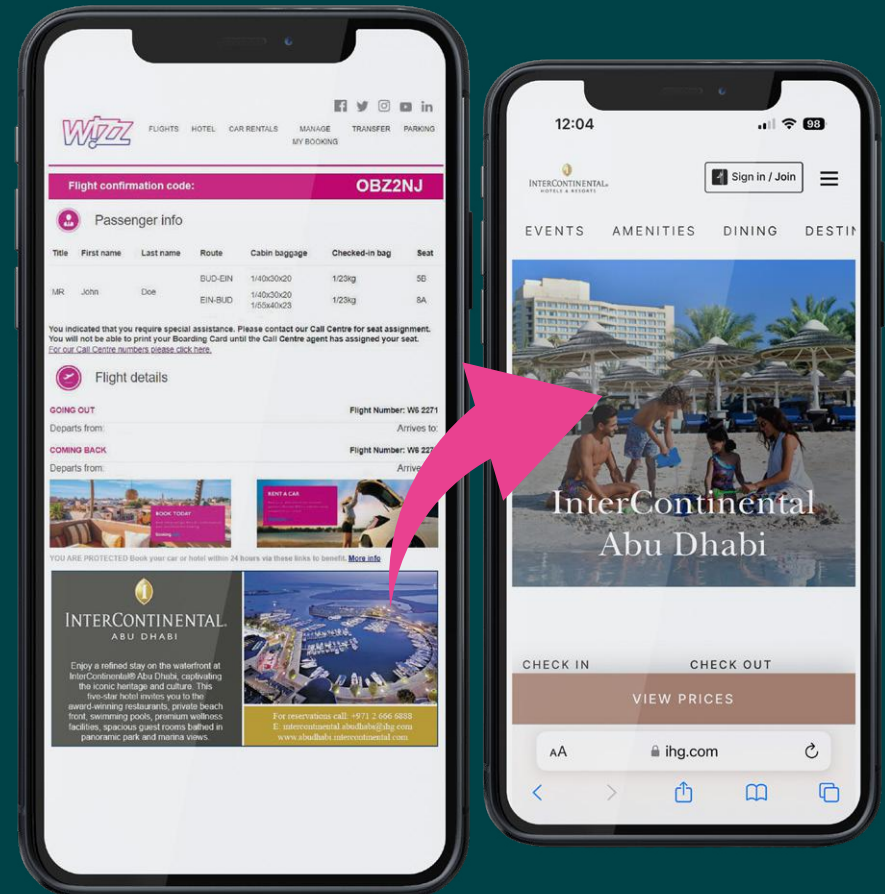 WIZZ
FLIGHTS HOTEL CAR RENTALS MANAGE MY BOOKING TRANSFER PARKING
Flight confirmation code: OBZ2NJ
Passenger info
Title First name Last name Route Cabin baggage Checked-in bag Seat
MR John Doe
BUD-EIN 1/40x30x20 1/23kg 5B
EIN-BUD 1/40x30x20 1/55x40x23 1/23kg 8A
You indicated that you require special assistance. Please contact our Call Centre for seat assignment.
You will not be able to print your Boarding Card until the Call Centre agent has assigned your seat.
For our Call Centre numbers please click here.
Flight details
GOING OUT Flight Number: W6 2271
Departs from: Arrives to:
COMING BACK Flight Number: W6 227
Departs from: Arrive
BOOK TODAY
RENT A CAR
YOU ARE PROTECTED Book your car or hotel within 24 hours via these links to benefit. More info
INTERCONTINENTAL.
ABU DHABI
Enjoy a refined stay on the waterfront at
InterContinental® Abu Dhabi, captivating
the iconic heritage and culture. This
five-star hotel invites you to the
award-winning restaurants, private beach
front, swimming pools, premium wellness
facilities, spacious guest rooms bathed in
panoramic park and marina views.
For reservations call: +971 2 666 6888
E: intercontinental.abudhabi@ihg.com
www.abudhabi.intercontinental.com
12:04 98
INTERCONTINENTAL.
HOTELS & RESORTS
Sign in / Join
EVENTS AMENITIES DINING DESTIN
InterContinental
Abu Dhabi
CHECK IN CHECK OUT
VIEW PRICES
AA ihg.com